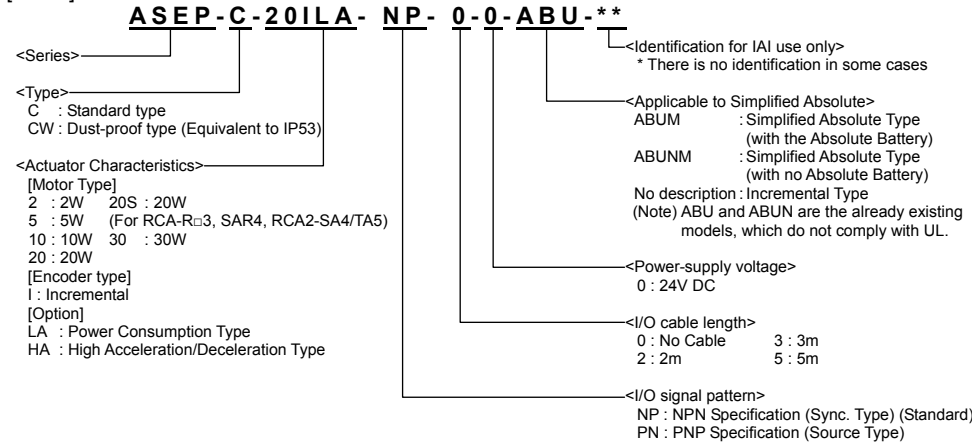 ASEP-C-20ILA- NP- 0-0-ABU-**
<Series>
<Type>
C : Standard type
CW : Dust-proof type (Equivalent to IP53)
<Actuator Characteristics>
[Motor Type]
2 : 2W 20S : 20W
5 : 5W (For RCA-R□3, SAR4, RCA2-SA4/TA5)
10 : 10W 30 : 30W
20 : 20W
[Encoder type]
I : Incremental
[Option]
LA : Power Consumption Type
HA : High Acceleration/Deceleration Type
<Identification for IAI use only>
* There is no identification in some cases
<Applicable to Simplified Absolute>
ABUM : Simplified Absolute Type
(with the Absolute Battery)
ABUNM : Simplified Absolute Type
(with no Absolute Battery)
No description : Incremental Type
(Note) ABU and ABUN are the already existing
models, which do not comply with UL.
<Power-supply voltage>
0 : 24V DC
<I/O cable length>
0 : No Cable 3 : 3m
2 : 2m 5 : 5m
<I/O signal pattern>
NP : NPN Specification (Sync. Type) (Standard)
PN : PNP Specification (Source Type)